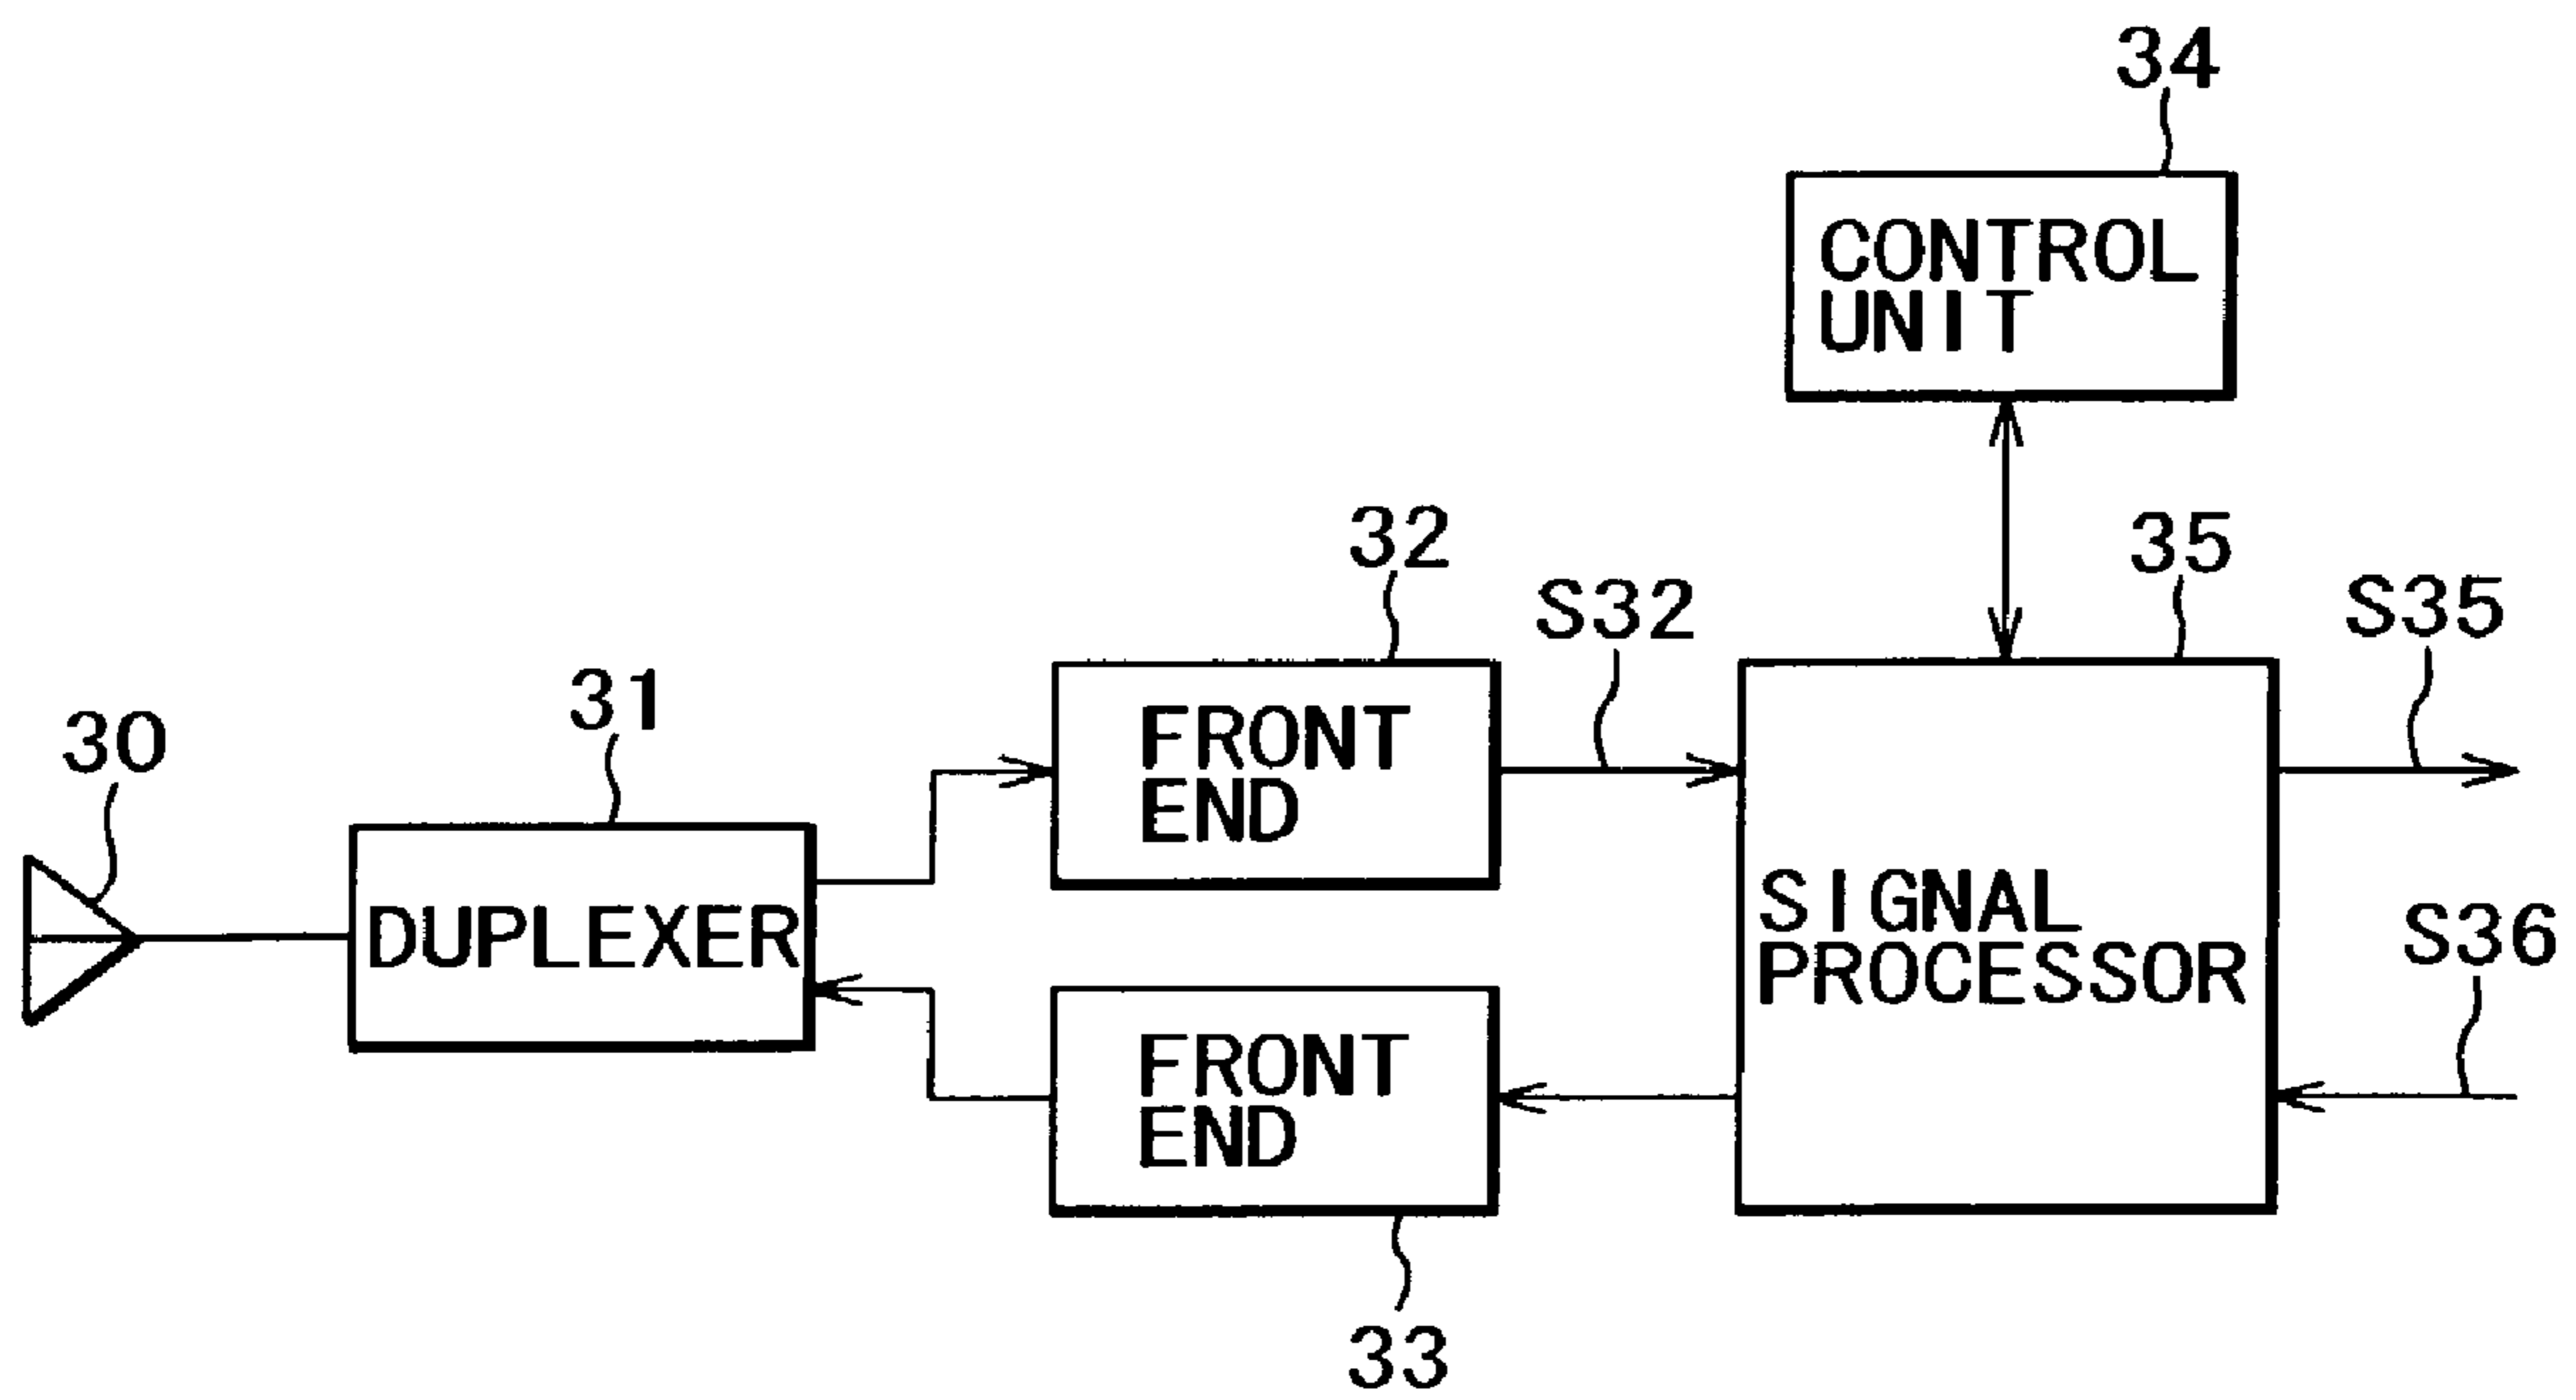 34
CONTROL
UNIT
32
S32
35
S35
31
30
FRONT
END
DUPLEXER
SIGNAL
PROCESSOR
S36
FRONT
END
33